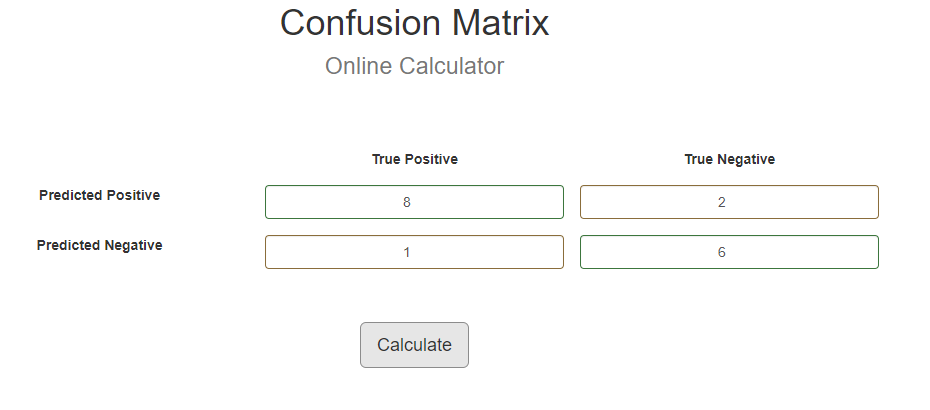 Confusion Matrix
Online Calculator
True Positive True Negative
Predicted Positive 8 2
Predicted Negative 1 6
Calculate